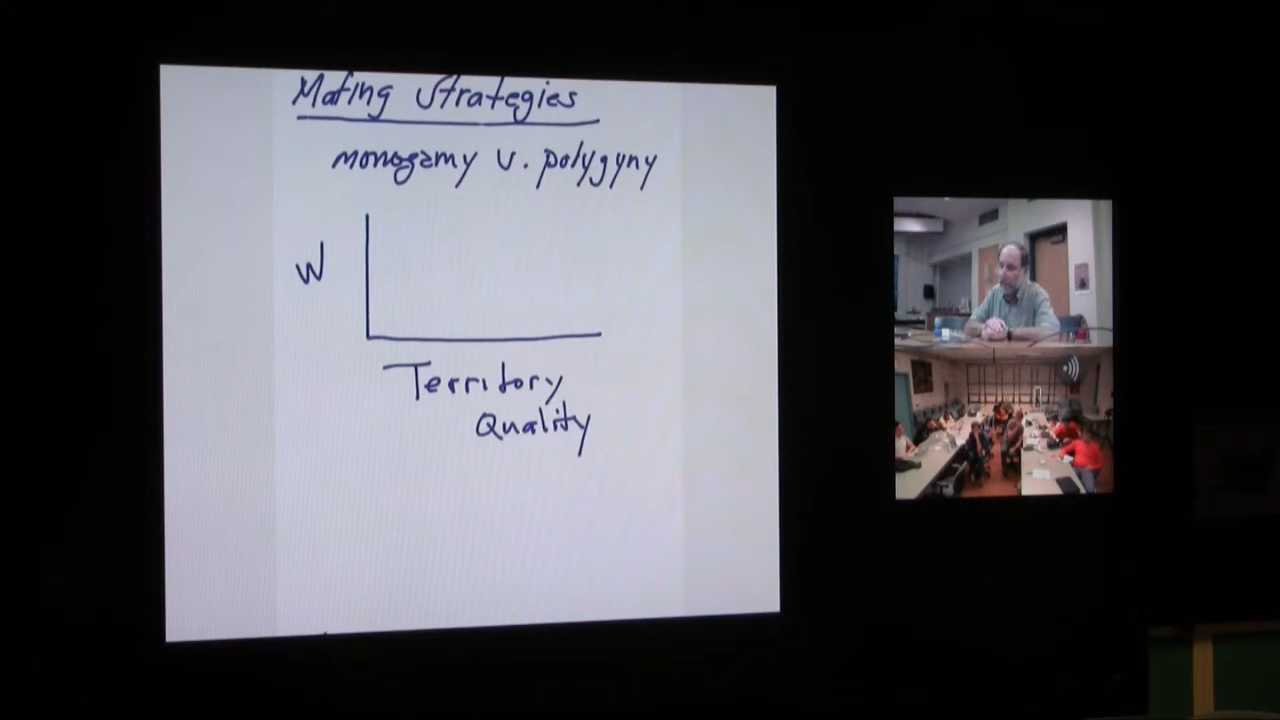 Mating Strategies
monogamy v. polygyny
W
Territory
Quality